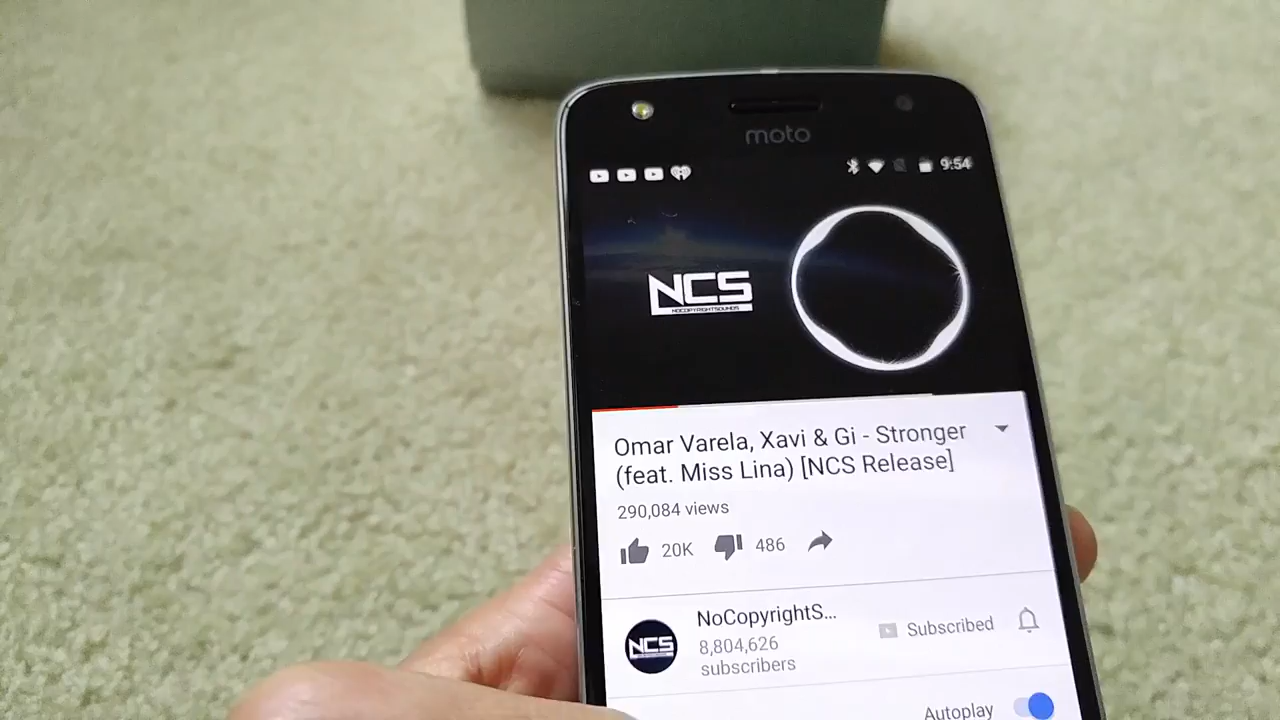 moto
9:54
NCS
NOCOPYRIGHTSOUNDS
Omar Varela, Xavi & Gi - Stronger
(feat. Miss Lina) [NCS Release]
290,084 views
20K
486
NoCopyrightS...
NCS
8,804,626
Subscribed
subscribers
Autoplay